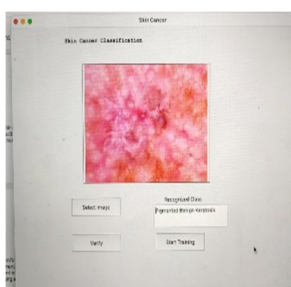 Skin Cancer
Skin Cancer Classification
Select Image
Recognized Class
Pigmented Benign Keratosis
Verify
Start Training